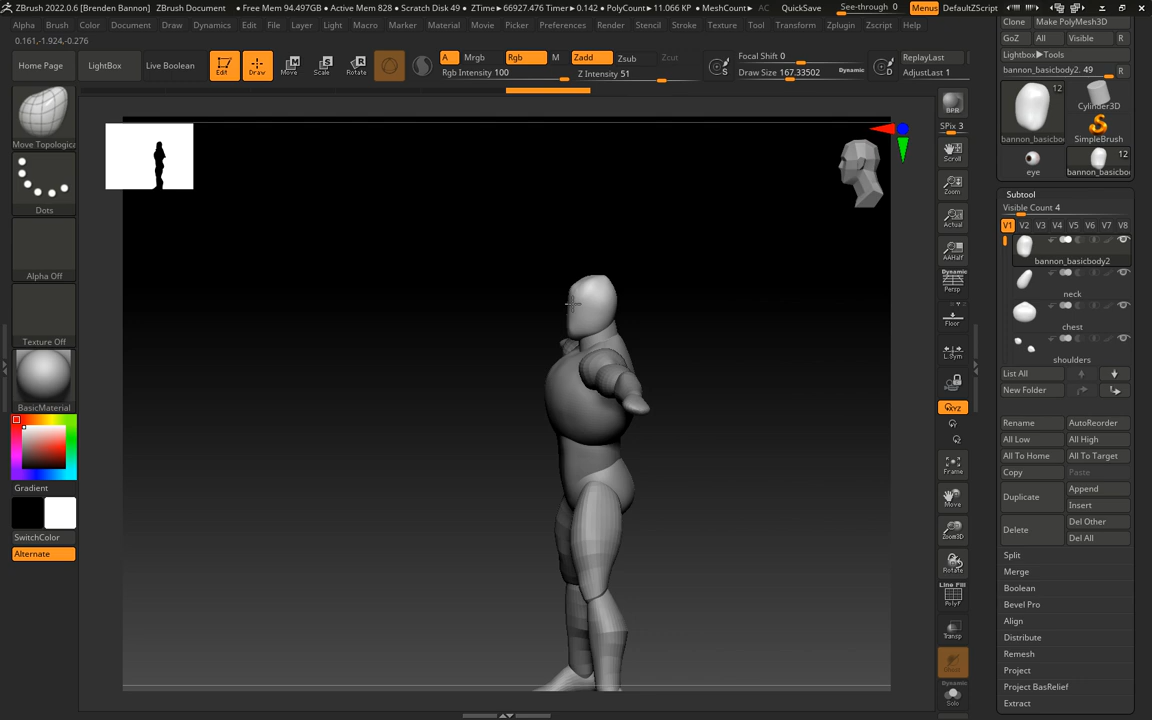 ZBrush 2022.0.6 [Brenden Bannon]
ZBrush Document
• Free Mem 94.497GB • Active Mem 828 • Scratch Disk 49 • ZTime▸66927.476 Timer▸0.142 • PolyCount▸11.066 KP • MeshCount▸
QuickSave
See-through 0
Menus
DefaultZScript
Alpha Brush Color Document Draw Dynamics Edit File Layer Light Macro Marker Material Movie Picker Preferences Render Stencil Stroke Texture Tool Transform Zplugin Zscript Help
0.161,-1.924,-0.276
Home Page
LightBox
Live Boolean
Edit
Draw
Move
Scale
Rotate
A
Mrgb
Rgb
M
Rgb Intensity 100
Zadd
Zsub
Zcut
Z Intensity 51
S
Focal Shift 0
Draw Size 167.33502
Dynamic
D
ReplayLast
AdjustLast 1
Move Topologica
Dots
Alpha Off
Texture Off
BasicMaterial
Gradient
SwitchColor
Alternate
BPR
SPix 3
Scroll
Zoom
Actual
AAHalf
Dynamic
Persp
Floor
L.Sym
XYZ
Frame
Move
Zoom3D
Rotate
Line Fill
PolyF
Transp
Ghost
Dynamic
Solo
Clone
Make PolyMesh3D
GoZ
All
Visible
R
Lightbox▸Tools
bannon_basicbody2. 49
R
12
bannon_basicbo
Cylinder3D
SimpleBrush
eye
12
bannon_basicbo
Subtool
Visible Count 4
V1 V2 V3 V4 V5 V6 V7 V8
bannon_basicbody2
neck
chest
shoulders
List All
New Folder
Rename
AutoReorder
All Low
All High
All To Home
All To Target
Copy
Paste
Duplicate
Append
Insert
Delete
Del Other
Del All
Split
Merge
Boolean
Bevel Pro
Align
Distribute
Remesh
Project
Project BasRelief
Extract